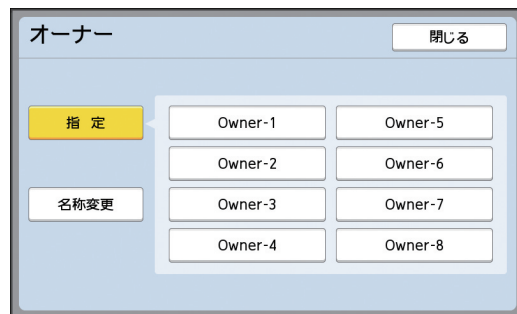 オーナー
閉じる
指 定
名称変更
Owner-1
Owner-5
Owner-2
Owner-6
Owner-3
Owner-7
Owner-4
Owner-8